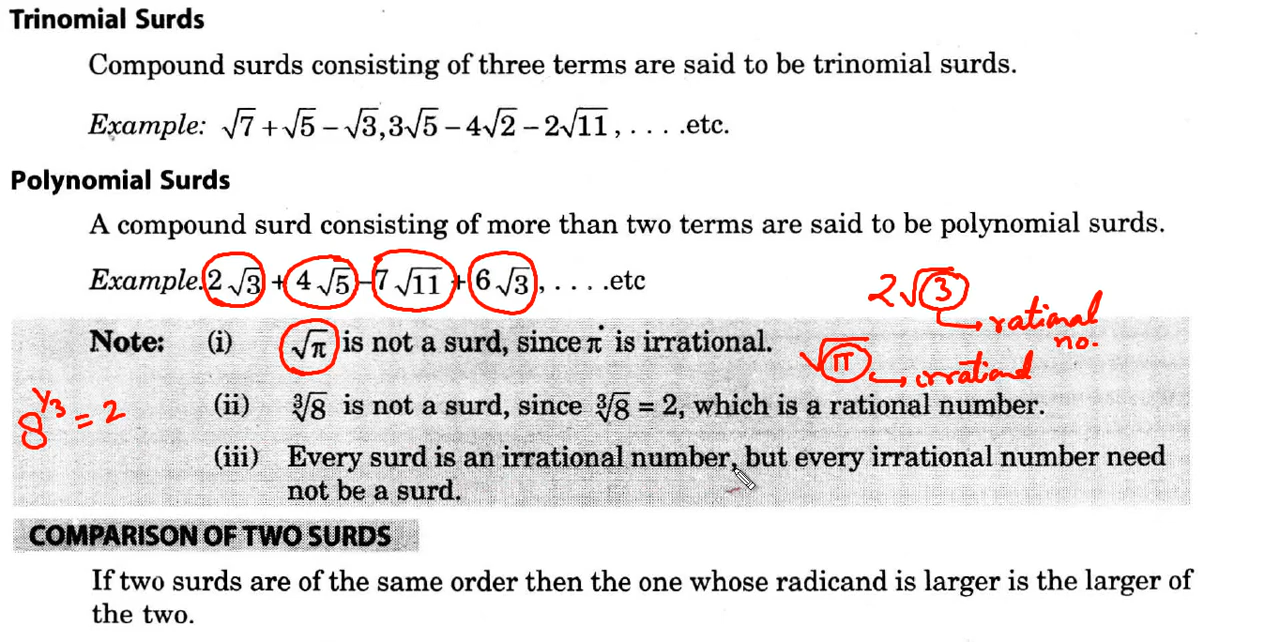 Trinomial Surds
Compound surds consisting of three terms are said to be trinomial surds.
Example: √7 + √5 − √3, 3√5 − 4√2 − 2√11, . . . .etc.
Polynomial Surds
A compound surd consisting of more than two terms are said to be polynomial surds.
Example. 2√3 + 4√5 − 7√11 + 6√3, . . . .etc
2√3 → rational no.
Note: (i) √π is not a surd, since π is irrational.
√π → irrational
(ii) ∛8 is not a surd, since ∛8 = 2, which is a rational number.
8^1/3 = 2
(iii) Every surd is an irrational number, but every irrational number need
not be a surd.
COMPARISON OF TWO SURDS
If two surds are of the same order then the one whose radicand is larger is the larger of
the two.